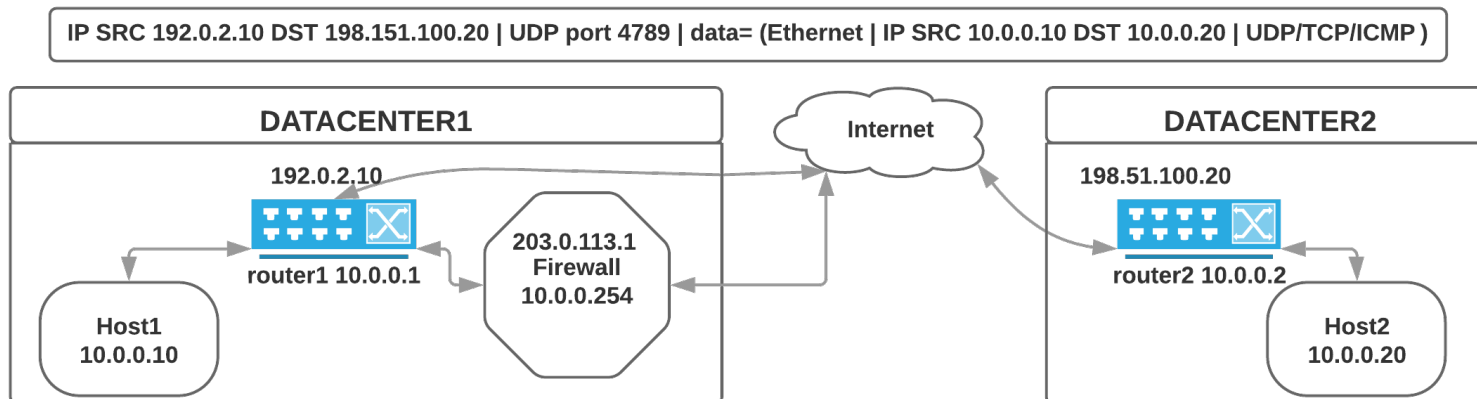 IP SRC 192.0.2.10 DST 198.151.100.20 | UDP port 4789 | data= (Ethernet | IP SRC 10.0.0.10 DST 10.0.0.20 | UDP/TCP/ICMP )
DATACENTER1
Internet
DATACENTER2
192.0.2.10
198.51.100.20
203.0.113.1
Firewall
10.0.0.254
router1 10.0.0.1
router2 10.0.0.2
Host1
10.0.0.10
Host2
10.0.0.20